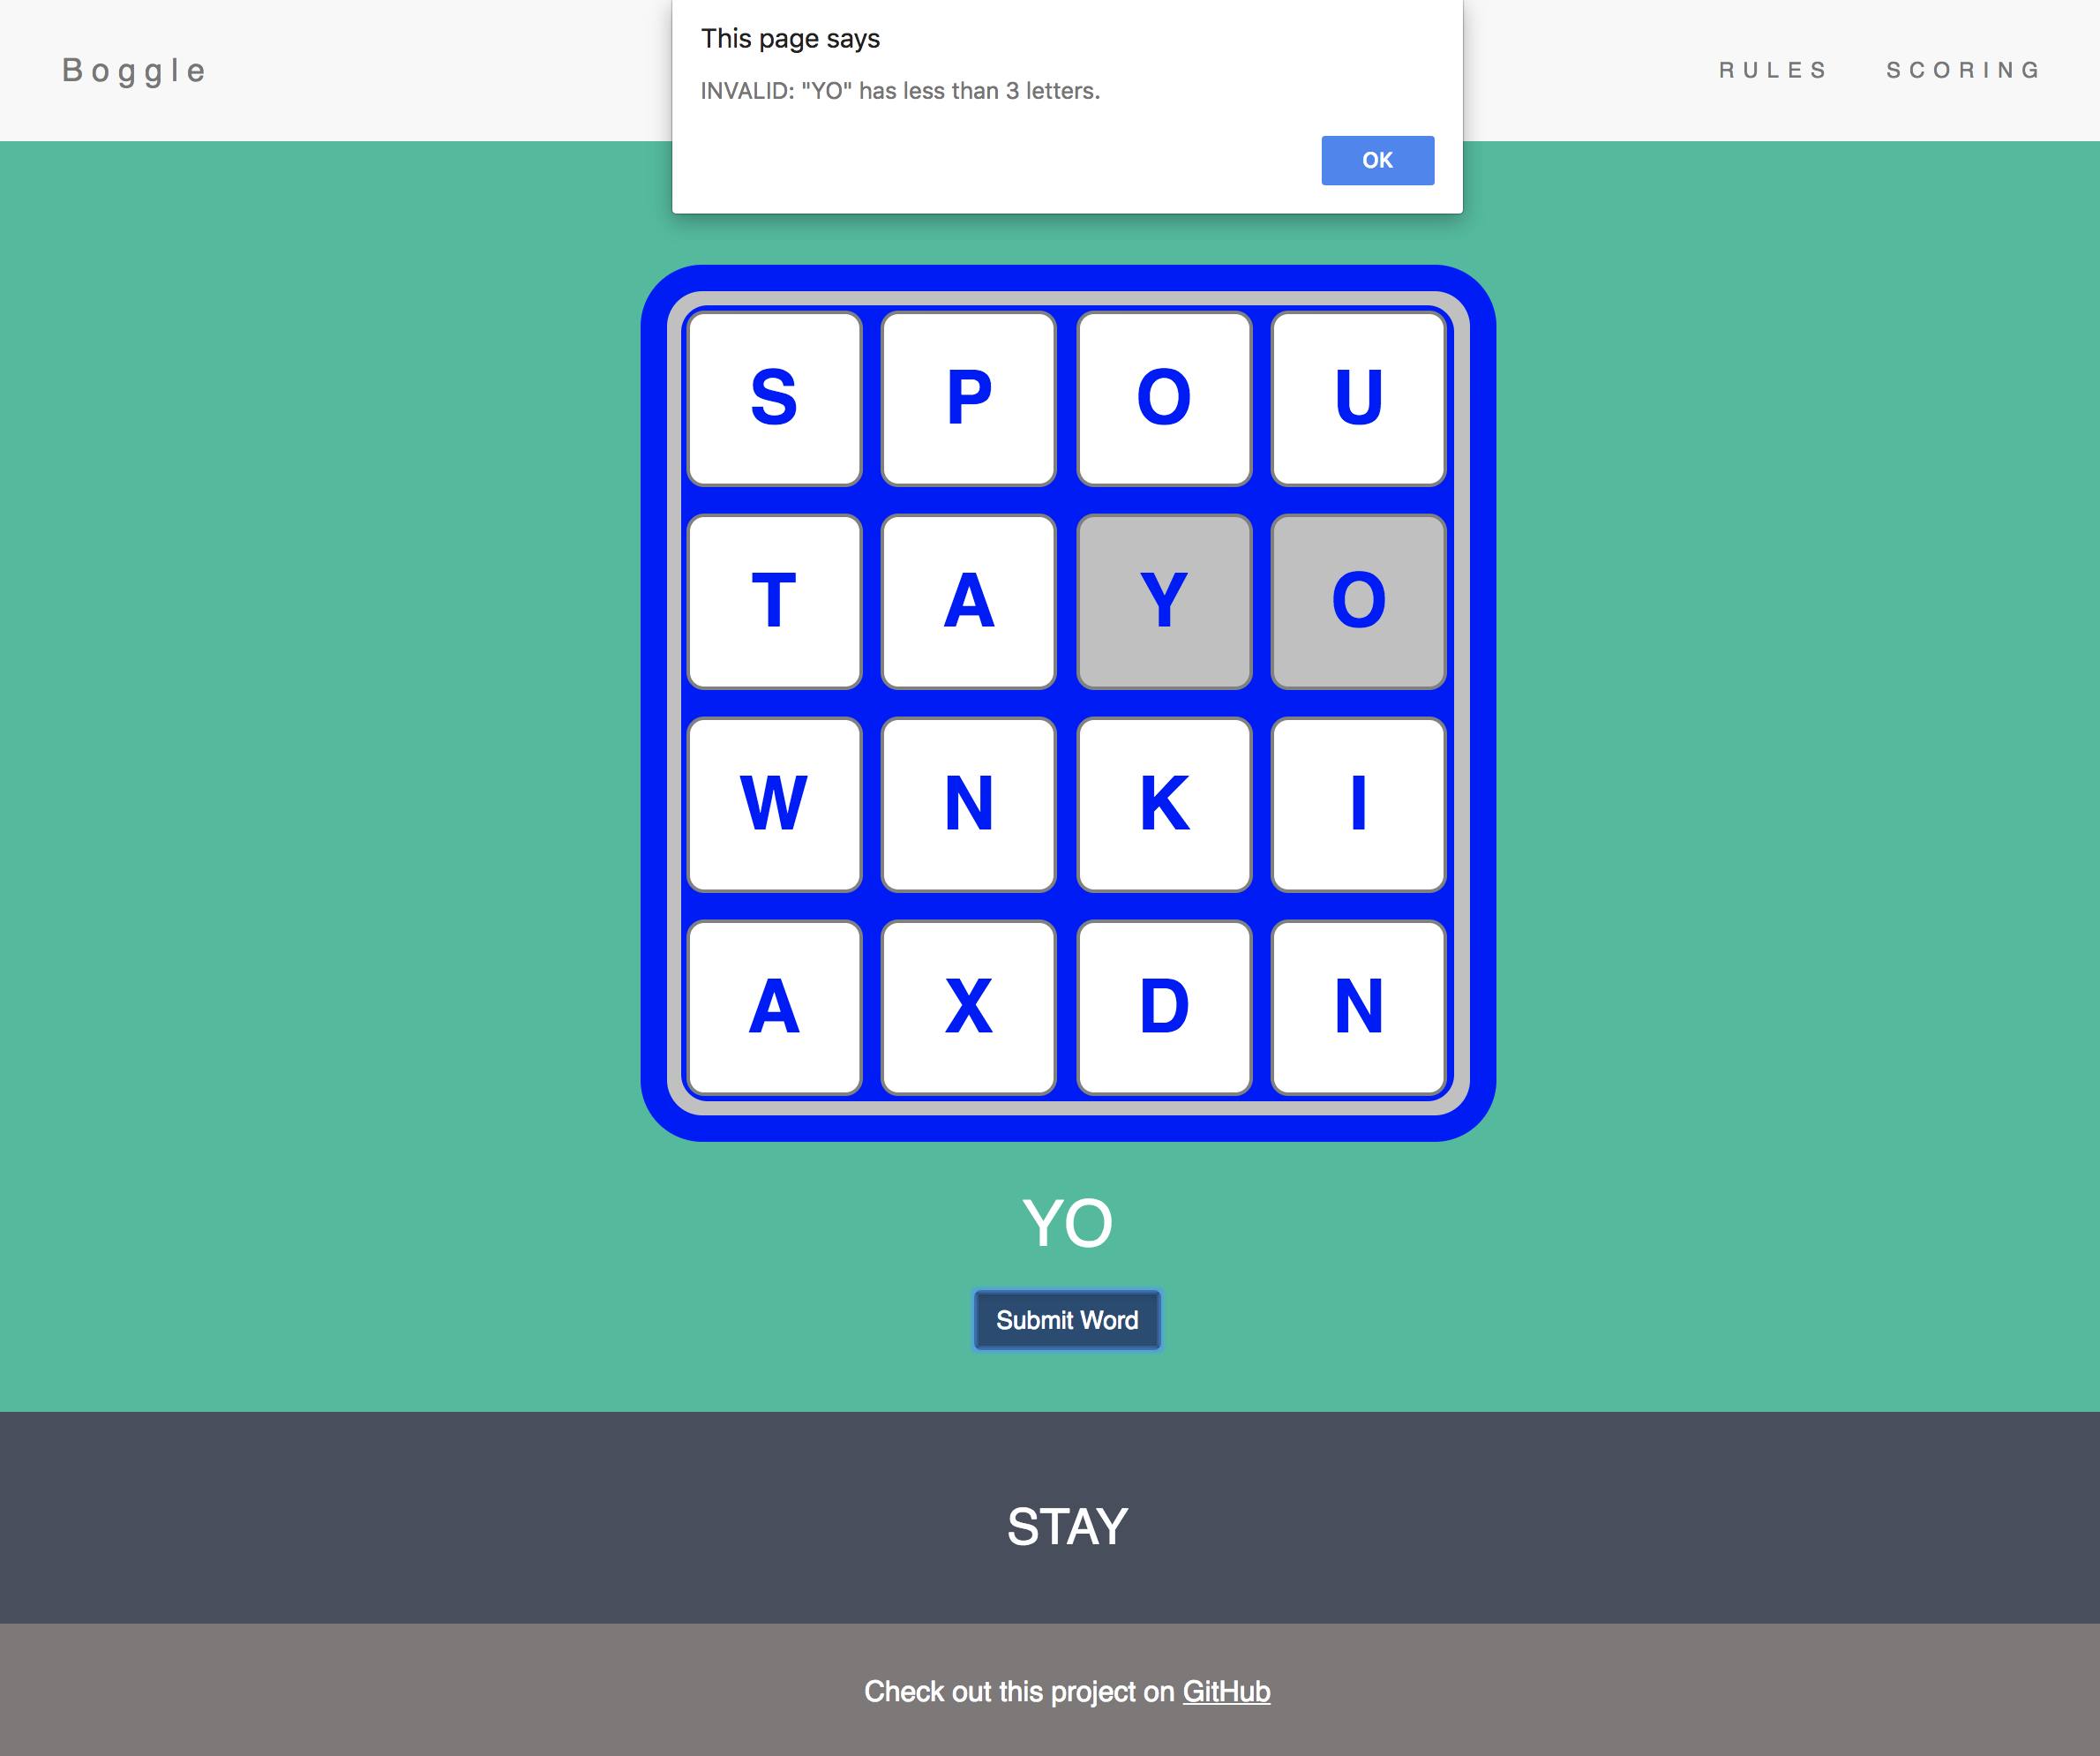 Boggle
RULES SCORING
This page says
INVALID: "YO" has less than 3 letters.
OK
S P O U
T A Y O
W N K I
A X D N
YO
Submit Word
STAY
Check out this project on GitHub